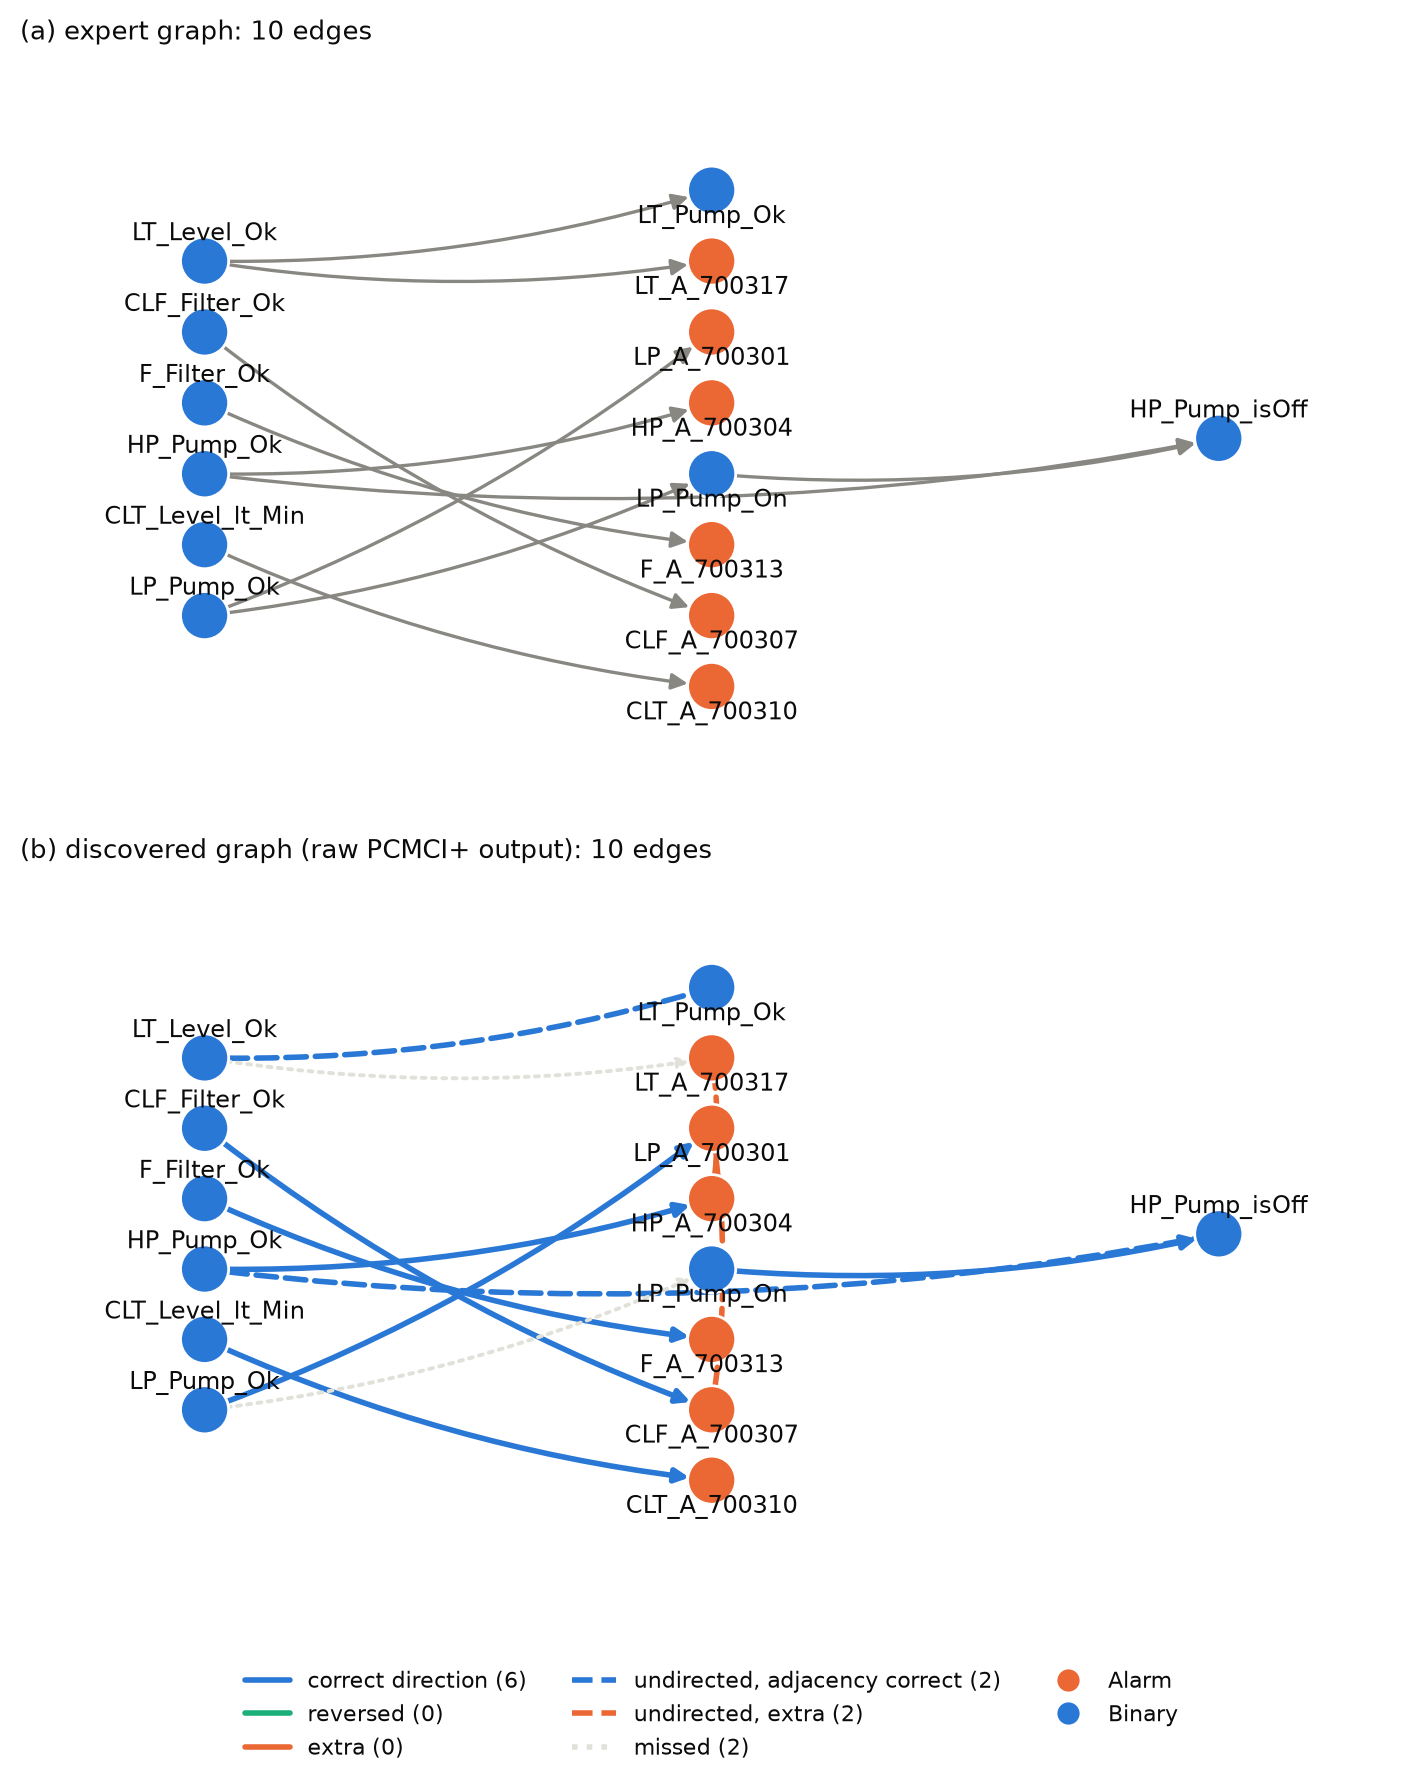 (a) expert graph: 10 edges
LT_Pump_Ok
LT_Level_Ok
LT_A_700317
CLF_Filter_Ok
LP_A_700301
F_Filter_Ok
HP_Pump_isOff
HP_A_700304
HP_Pump_Ok
LP_Pump_On
CLT_Level_lt_Min
F_A_700313
LP_Pump_Ok
CLF_A_700307
CLT_A_700310
(b) discovered graph (raw PCMCI+ output): 10 edges
LT_Pump_Ok
LT_Level_Ok
LT_A_700317
CLF_Filter_Ok
LP_A_700301
F_Filter_Ok
HP_Pump_isOff
HP_A_700304
HP_Pump_Ok
LP_Pump_On
CLT_Level_lt_Min
F_A_700313
LP_Pump_Ok
CLF_A_700307
CLT_A_700310
correct direction (6)
reversed (0)
extra (0)
undirected, adjacency correct (2)
undirected, extra (2)
missed (2)
Alarm
Binary